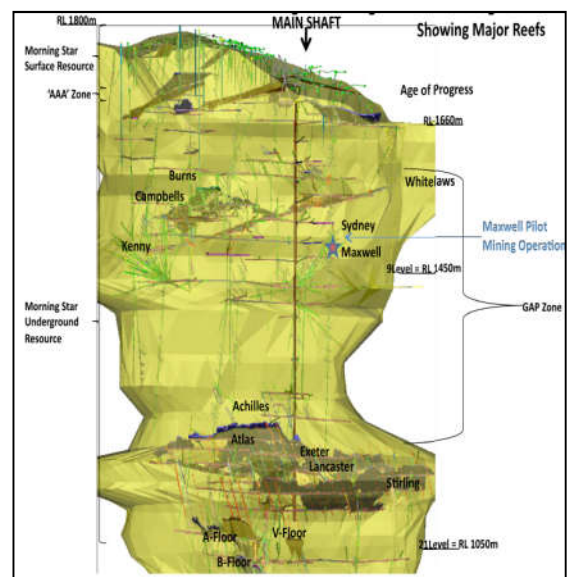 RL 1800m
MAIN SHAFT
Showing Major Reefs
Morning Star
Surface Resource
'AAA' Zone
Age of Progress
RL 1660m
Burns
Whitelaws
Campbells
Sydney
Maxwell Pilot
Mining Operation
Kenny
Maxwell
9Level = RL 1450m
GAP Zone
Morning Star
Underground
Resource
Achilles
Atlas
Exeter
Lancaster
Stirling
A-Floor
V-Floor
21Level = RL 1050m
B-Floor